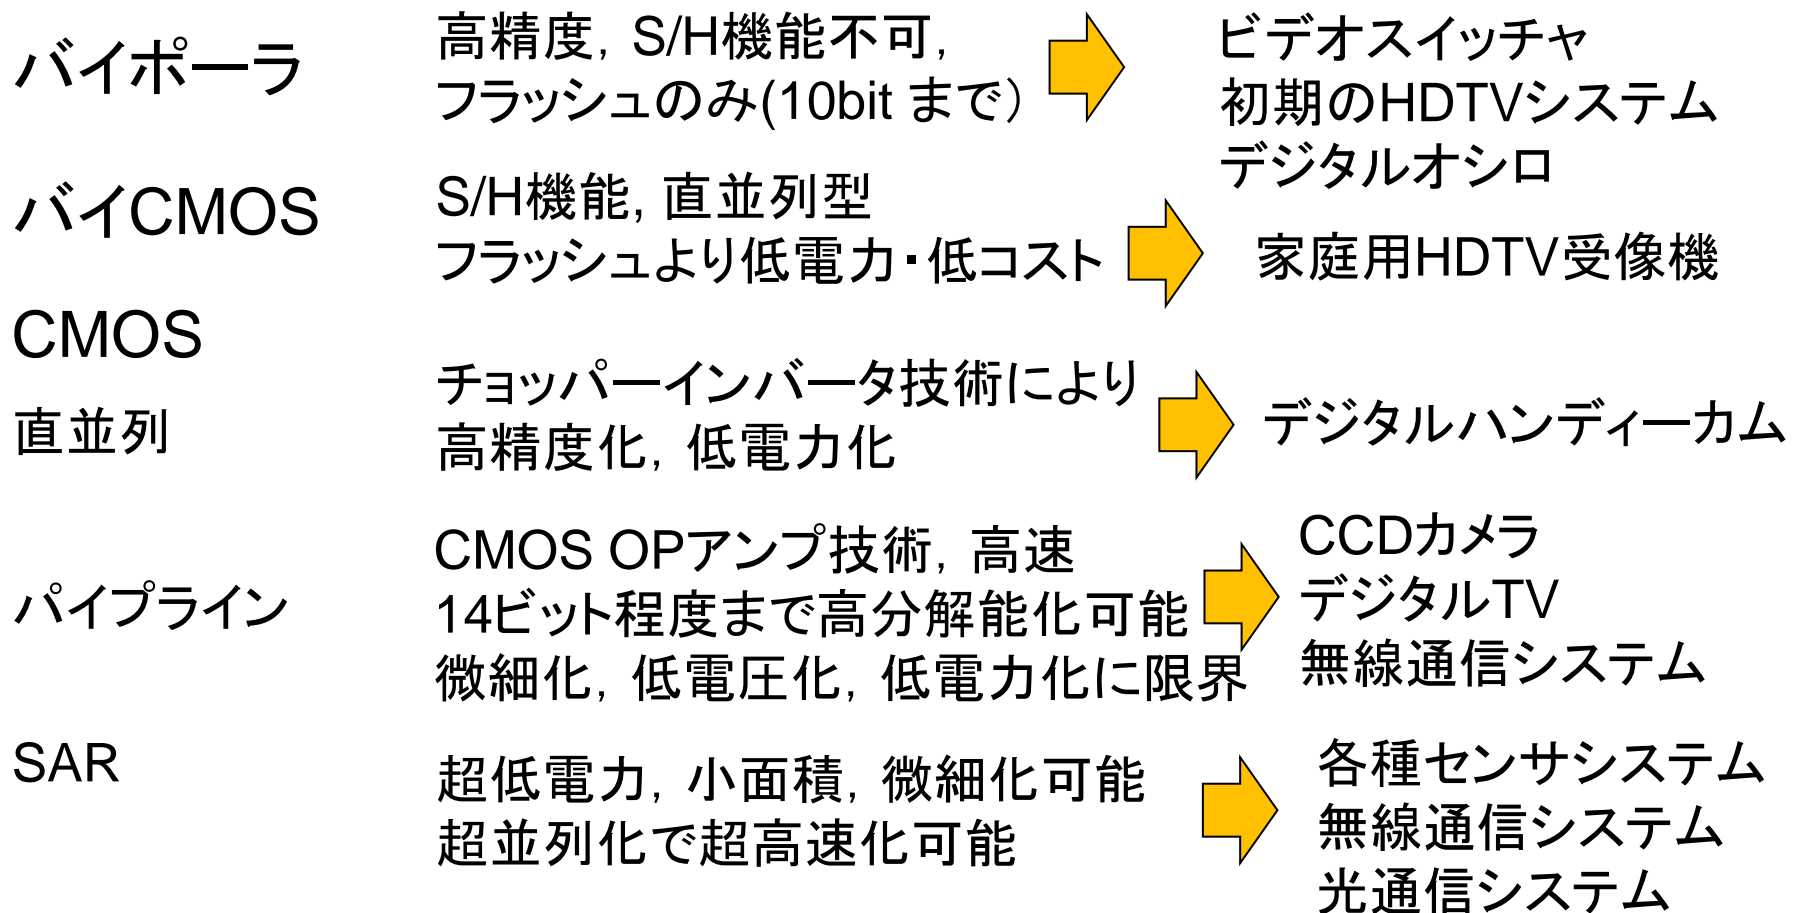 バイポーラ
高精度，S/H機能不可，
フラッシュのみ(10bit まで）
ビデオスイッチャ
初期のHDTVシステム
デジタルオシロ
バイCMOS
S/H機能，直並列型
フラッシュより低電力・低コスト
家庭用HDTV受像機
CMOS
直並列
チョッパーインバータ技術により
高精度化，低電力化
デジタルハンディーカム
パイプライン
CMOS OPアンプ技術，高速
14ビット程度まで高分解能化可能
微細化，低電圧化，低電力化に限界
CCDカメラ
デジタルTV
無線通信システム
SAR
超低電力，小面積，微細化可能
超並列化で超高速化可能
各種センサシステム
無線通信システム
光通信システム